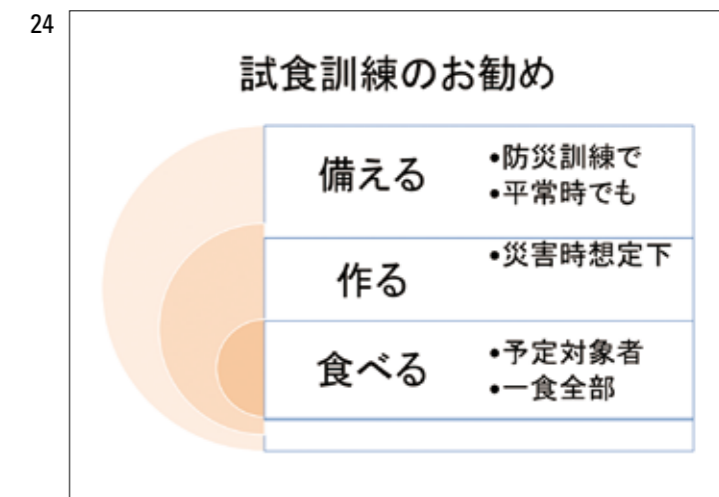 24
試食訓練のお勧め
備える
•防災訓練で
•平常時でも
作る
•災害時想定下
食べる
•予定対象者
•一食全部